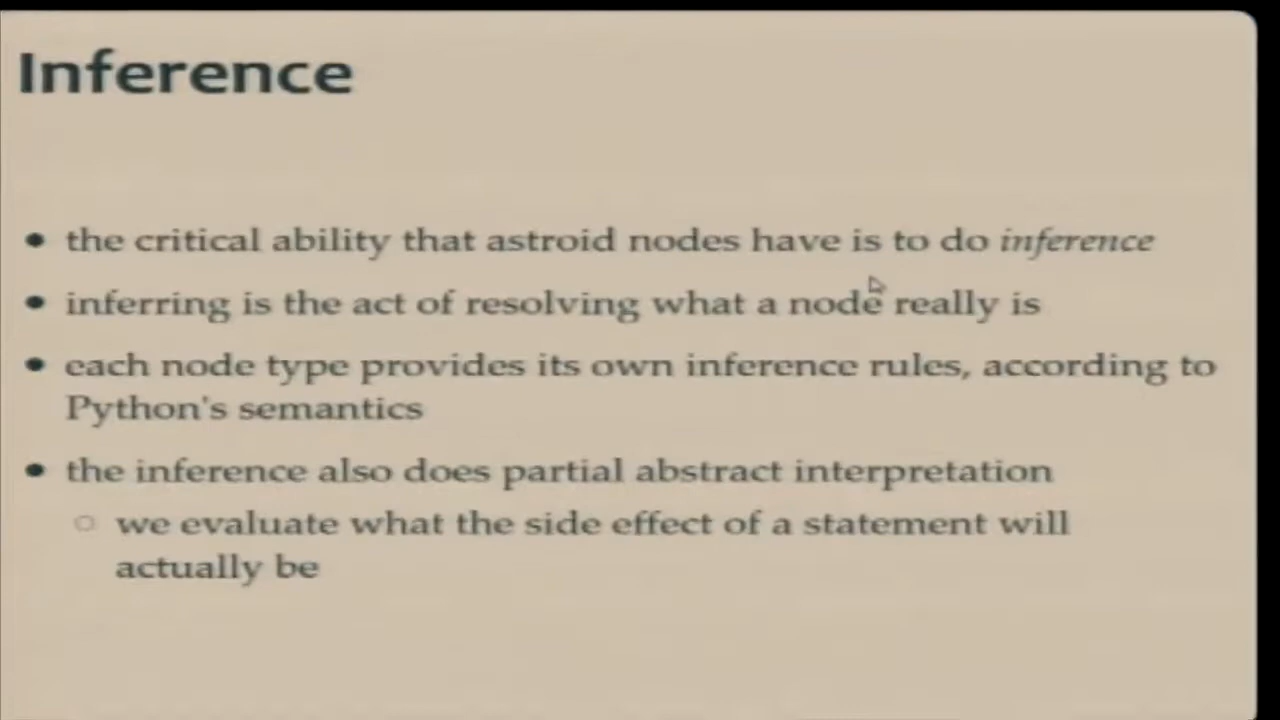 Inference
• the critical ability that astroid nodes have is to do inference
• inferring is the act of resolving what a node really is
• each node type provides its own inference rules, according to
Python's semantics
• the inference also does partial abstract interpretation
○ we evaluate what the side effect of a statement will
actually be